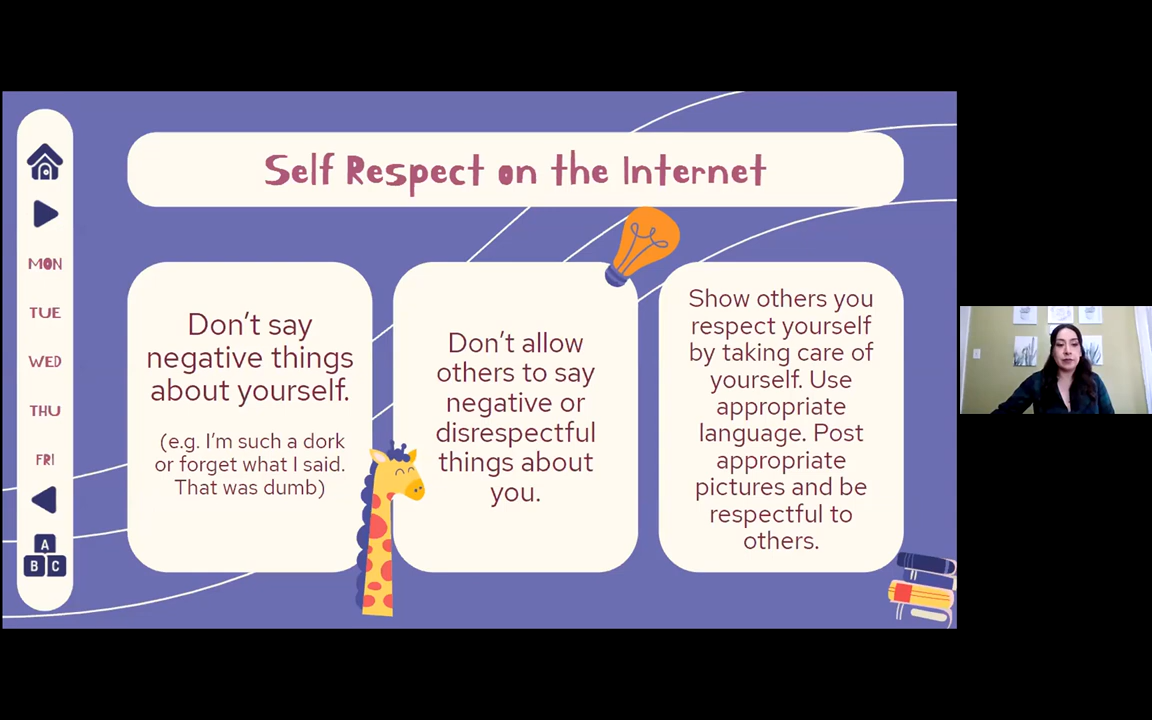 Self Respect on the Internet
MON
TUE
WED
THU
FRI
A
B C
Don't say
negative things
about yourself.
(e.g. I'm such a dork
or forget what I said.
That was dumb)
Don't allow
others to say
negative or
disrespectful
things about
you.
Show others you
respect yourself
by taking care of
yourself. Use
appropriate
language. Post
appropriate
pictures and be
respectful to
others.